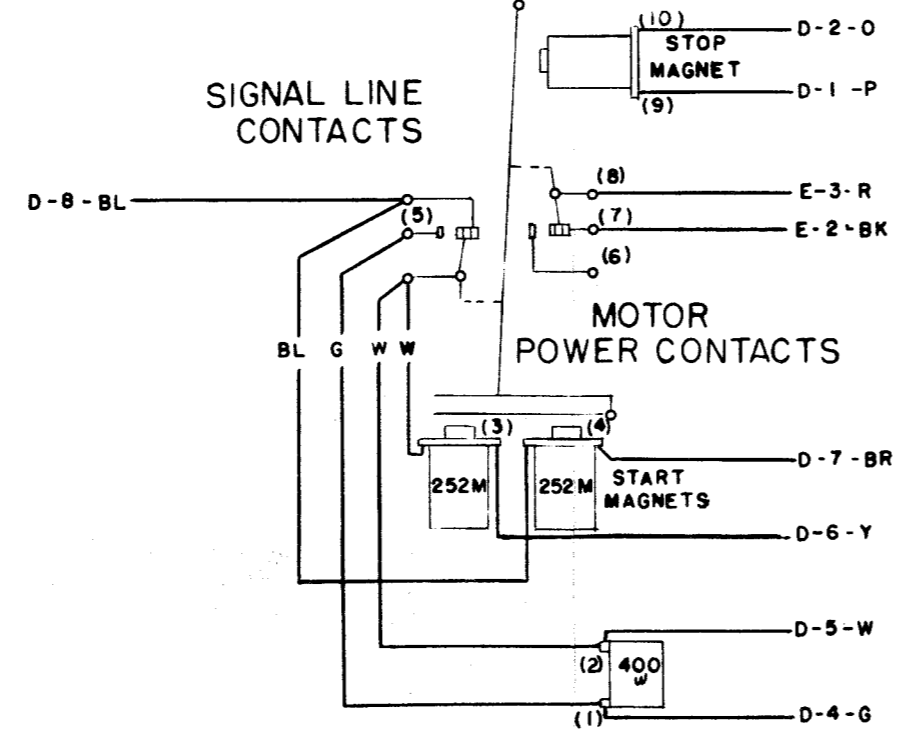 (10)
D-2-O
STOP
MAGNET
D-1-P
(9)
SIGNAL LINE
CONTACTS
(8)
D-8-BL
E-3-R
(5)
(7)
E-2-BK
(6)
MOTOR
POWER CONTACTS
BL G W W
(3)
(4)
D-7-BR
252M
252M
START
MAGNETS
D-6-Y
D-5-W
(2)
400
W
(1)
D-4-G